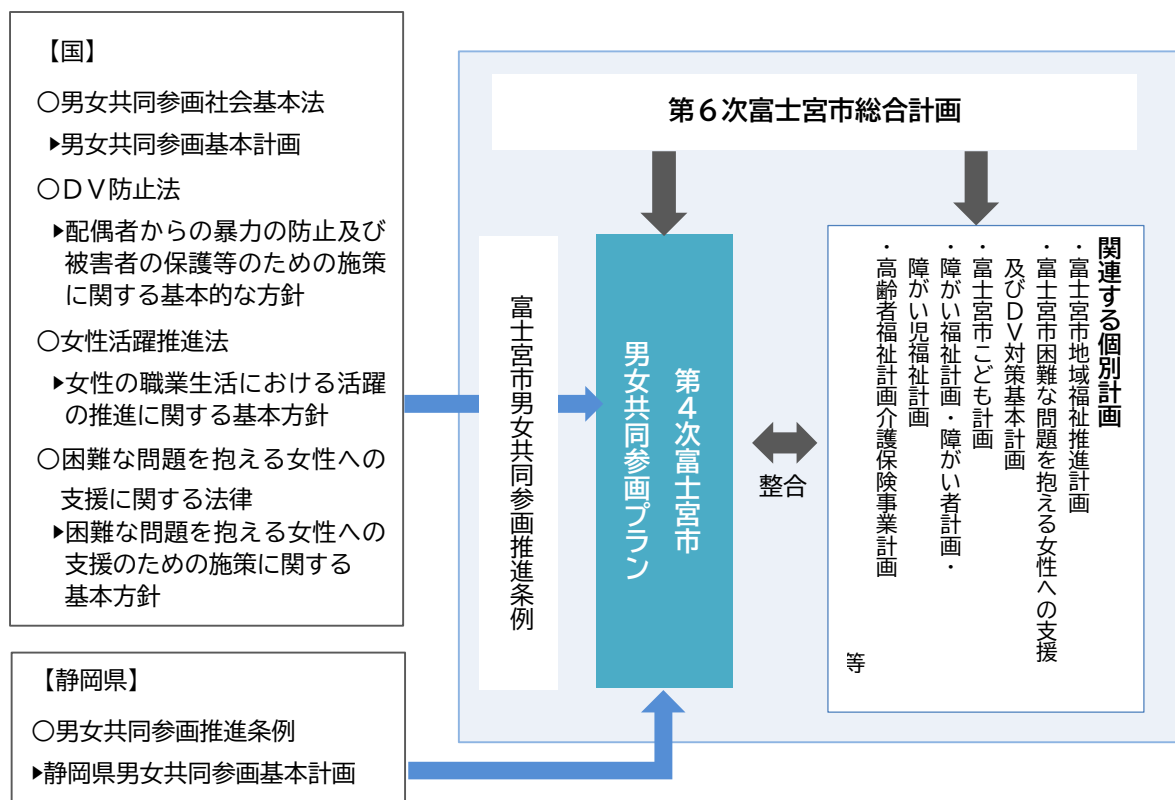 【国】
○男女共同参画社会基本法
▶男女共同参画基本計画
○ＤＶ防止法
▶配偶者からの暴力の防止及び
被害者の保護等のための施策
に関する基本的な方針
○女性活躍推進法
▶女性の職業生活における活躍
の推進に関する基本方針
○困難な問題を抱える女性への
支援に関する法律
▶困難な問題を抱える女性への
支援のための施策に関する
基本方針
【静岡県】
○男女共同参画推進条例
▶静岡県男女共同参画基本計画
第６次富士宮市総合計画
富士宮市男女共同参画推進条例
第４次富士宮市
男女共同参画プラン
整合
関連する個別計画
・富士宮市地域福祉推進計画
・富士宮市困難な問題を抱える女性への支援
及びＤＶ対策基本計画
・富士宮市こども計画
・障がい福祉計画・障がい者計画・
障がい児福祉計画
・高齢者福祉計画介護保険事業計画
等